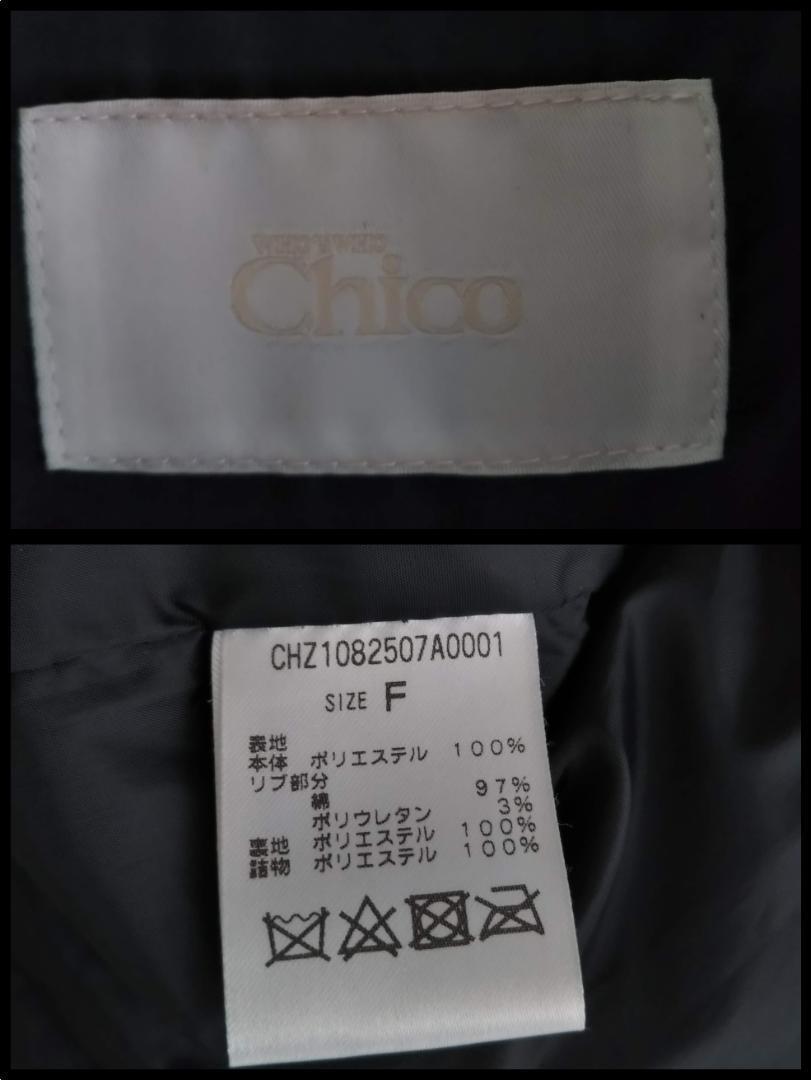 Chico
CHZ1082507A0001
SIZE F
表地
本体 ポリエステル 100%
リブ部分
綿 97%
ポリウレタン 3%
裏地 ポリエステル 100%
詰物 ポリエステル 100%